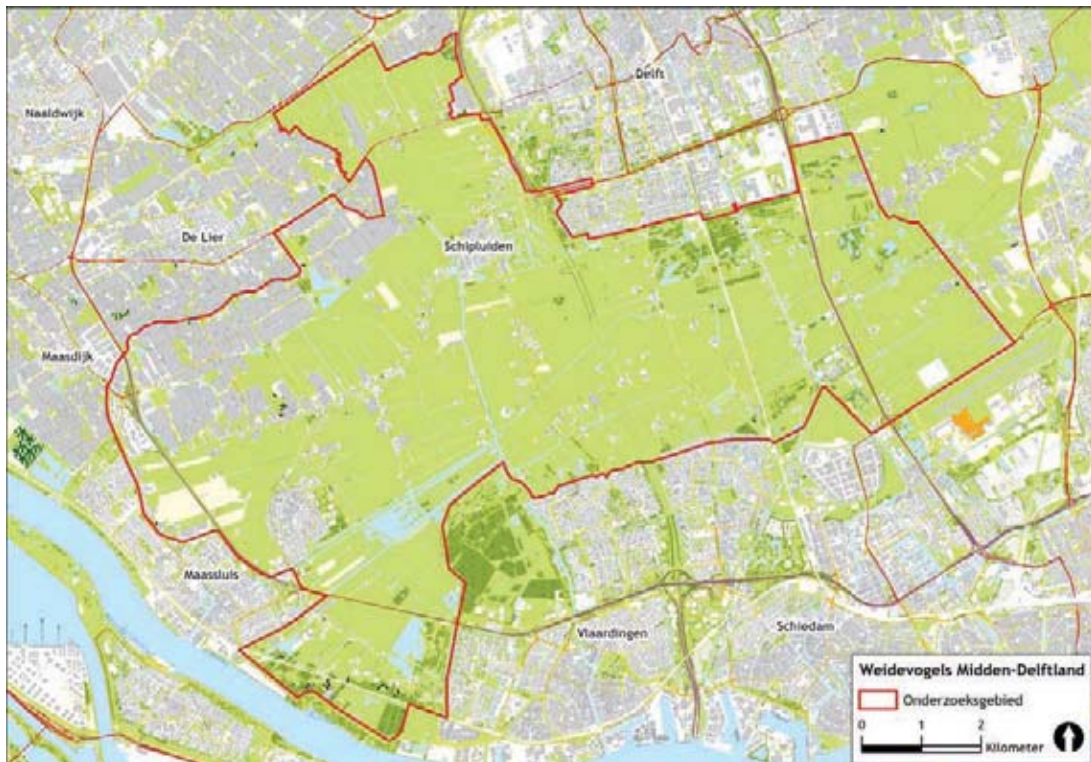 Delft
Naaldwijk
De Lier
Schipluiden
Maasdijk
Maassluis
Vlaardingen
Schiedam
Weidevogels Midden-Delftland
Onderzoeksgebied
0 1 2
Kilometer